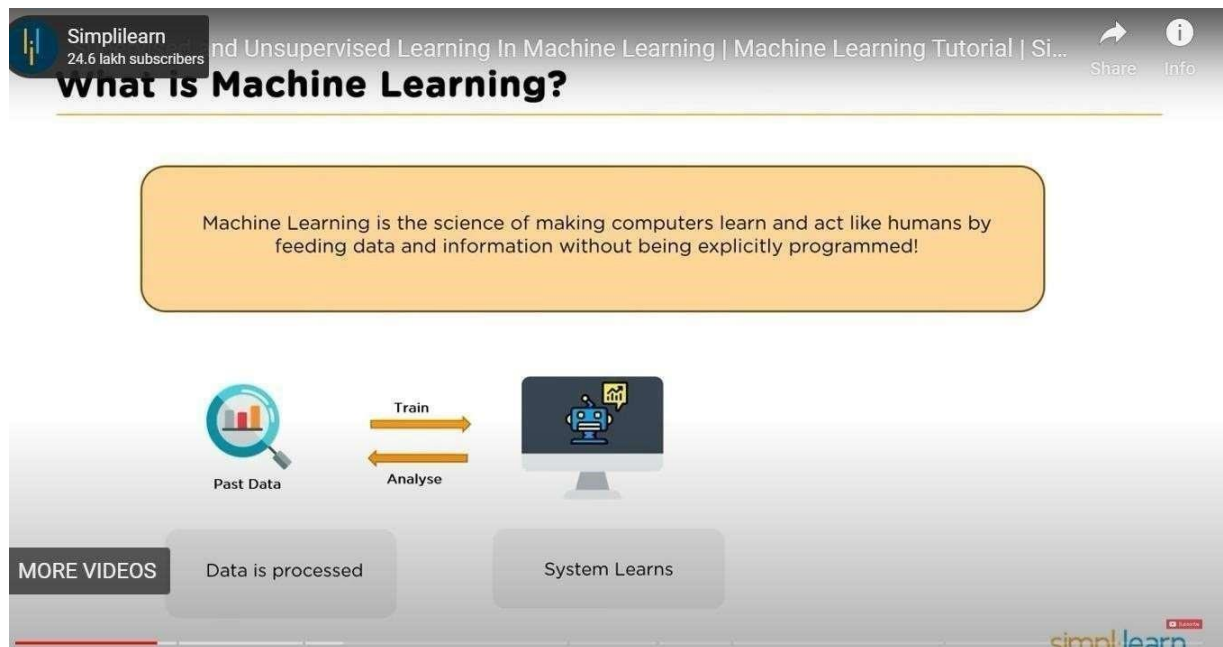 Simplilearn
24.6 lakh subscribers
and Unsupervised Learning In Machine Learning | Machine Learning Tutorial | Si...
Share
Info
What is Machine Learning?
Machine Learning is the science of making computers learn and act like humans by
feeding data and information without being explicitly programmed!
Train
Past Data
Analyse
MORE VIDEOS
Data is processed
System Learns
simplilearn